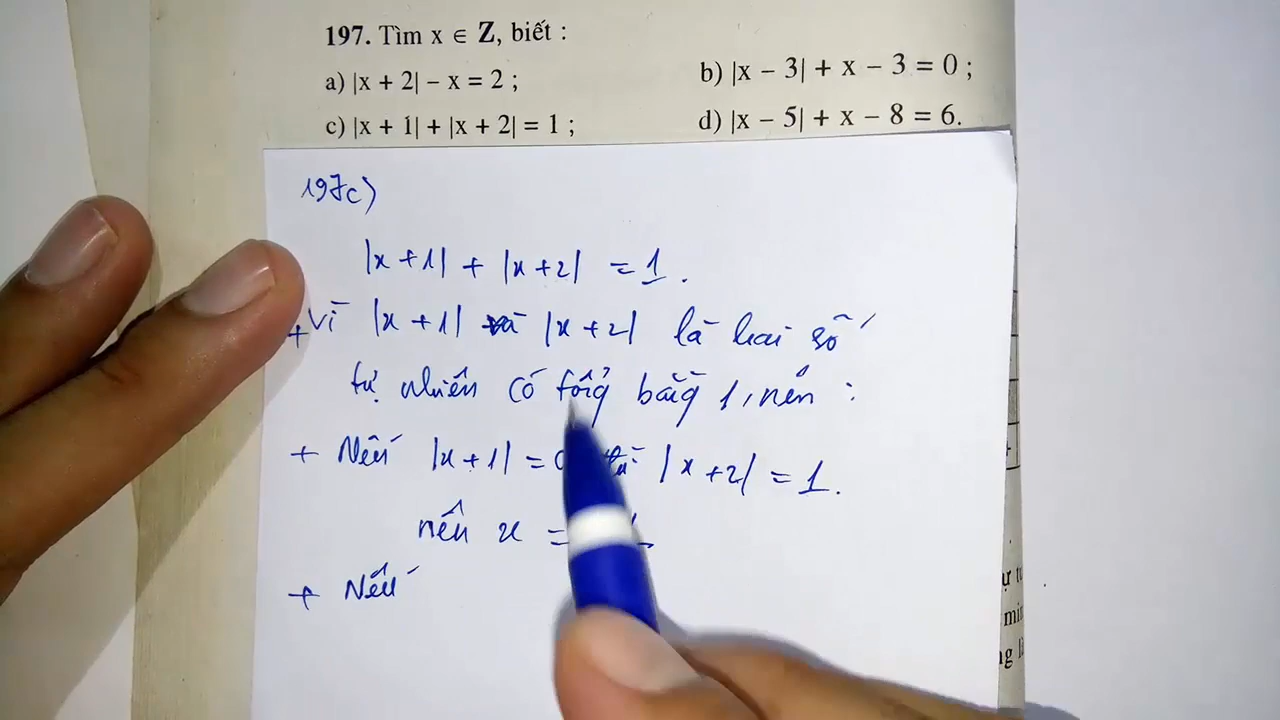 197. Tìm x ∈ Z, biết :
a) |x + 2| − x = 2 ;
b) |x − 3| + x − 3 = 0 ;
c) |x + 1| + |x + 2| = 1 ;
d) |x − 5| + x − 8 = 6.
197c)
|x + 1| + |x + 2| = 1.
+ Vì |x + 1| và |x + 2| là hai số
tự nhiên có tổng bằng 1, nên :
+ Nếu |x + 1| = 0 thì |x + 2| = 1.
nên x =
+ Nếu